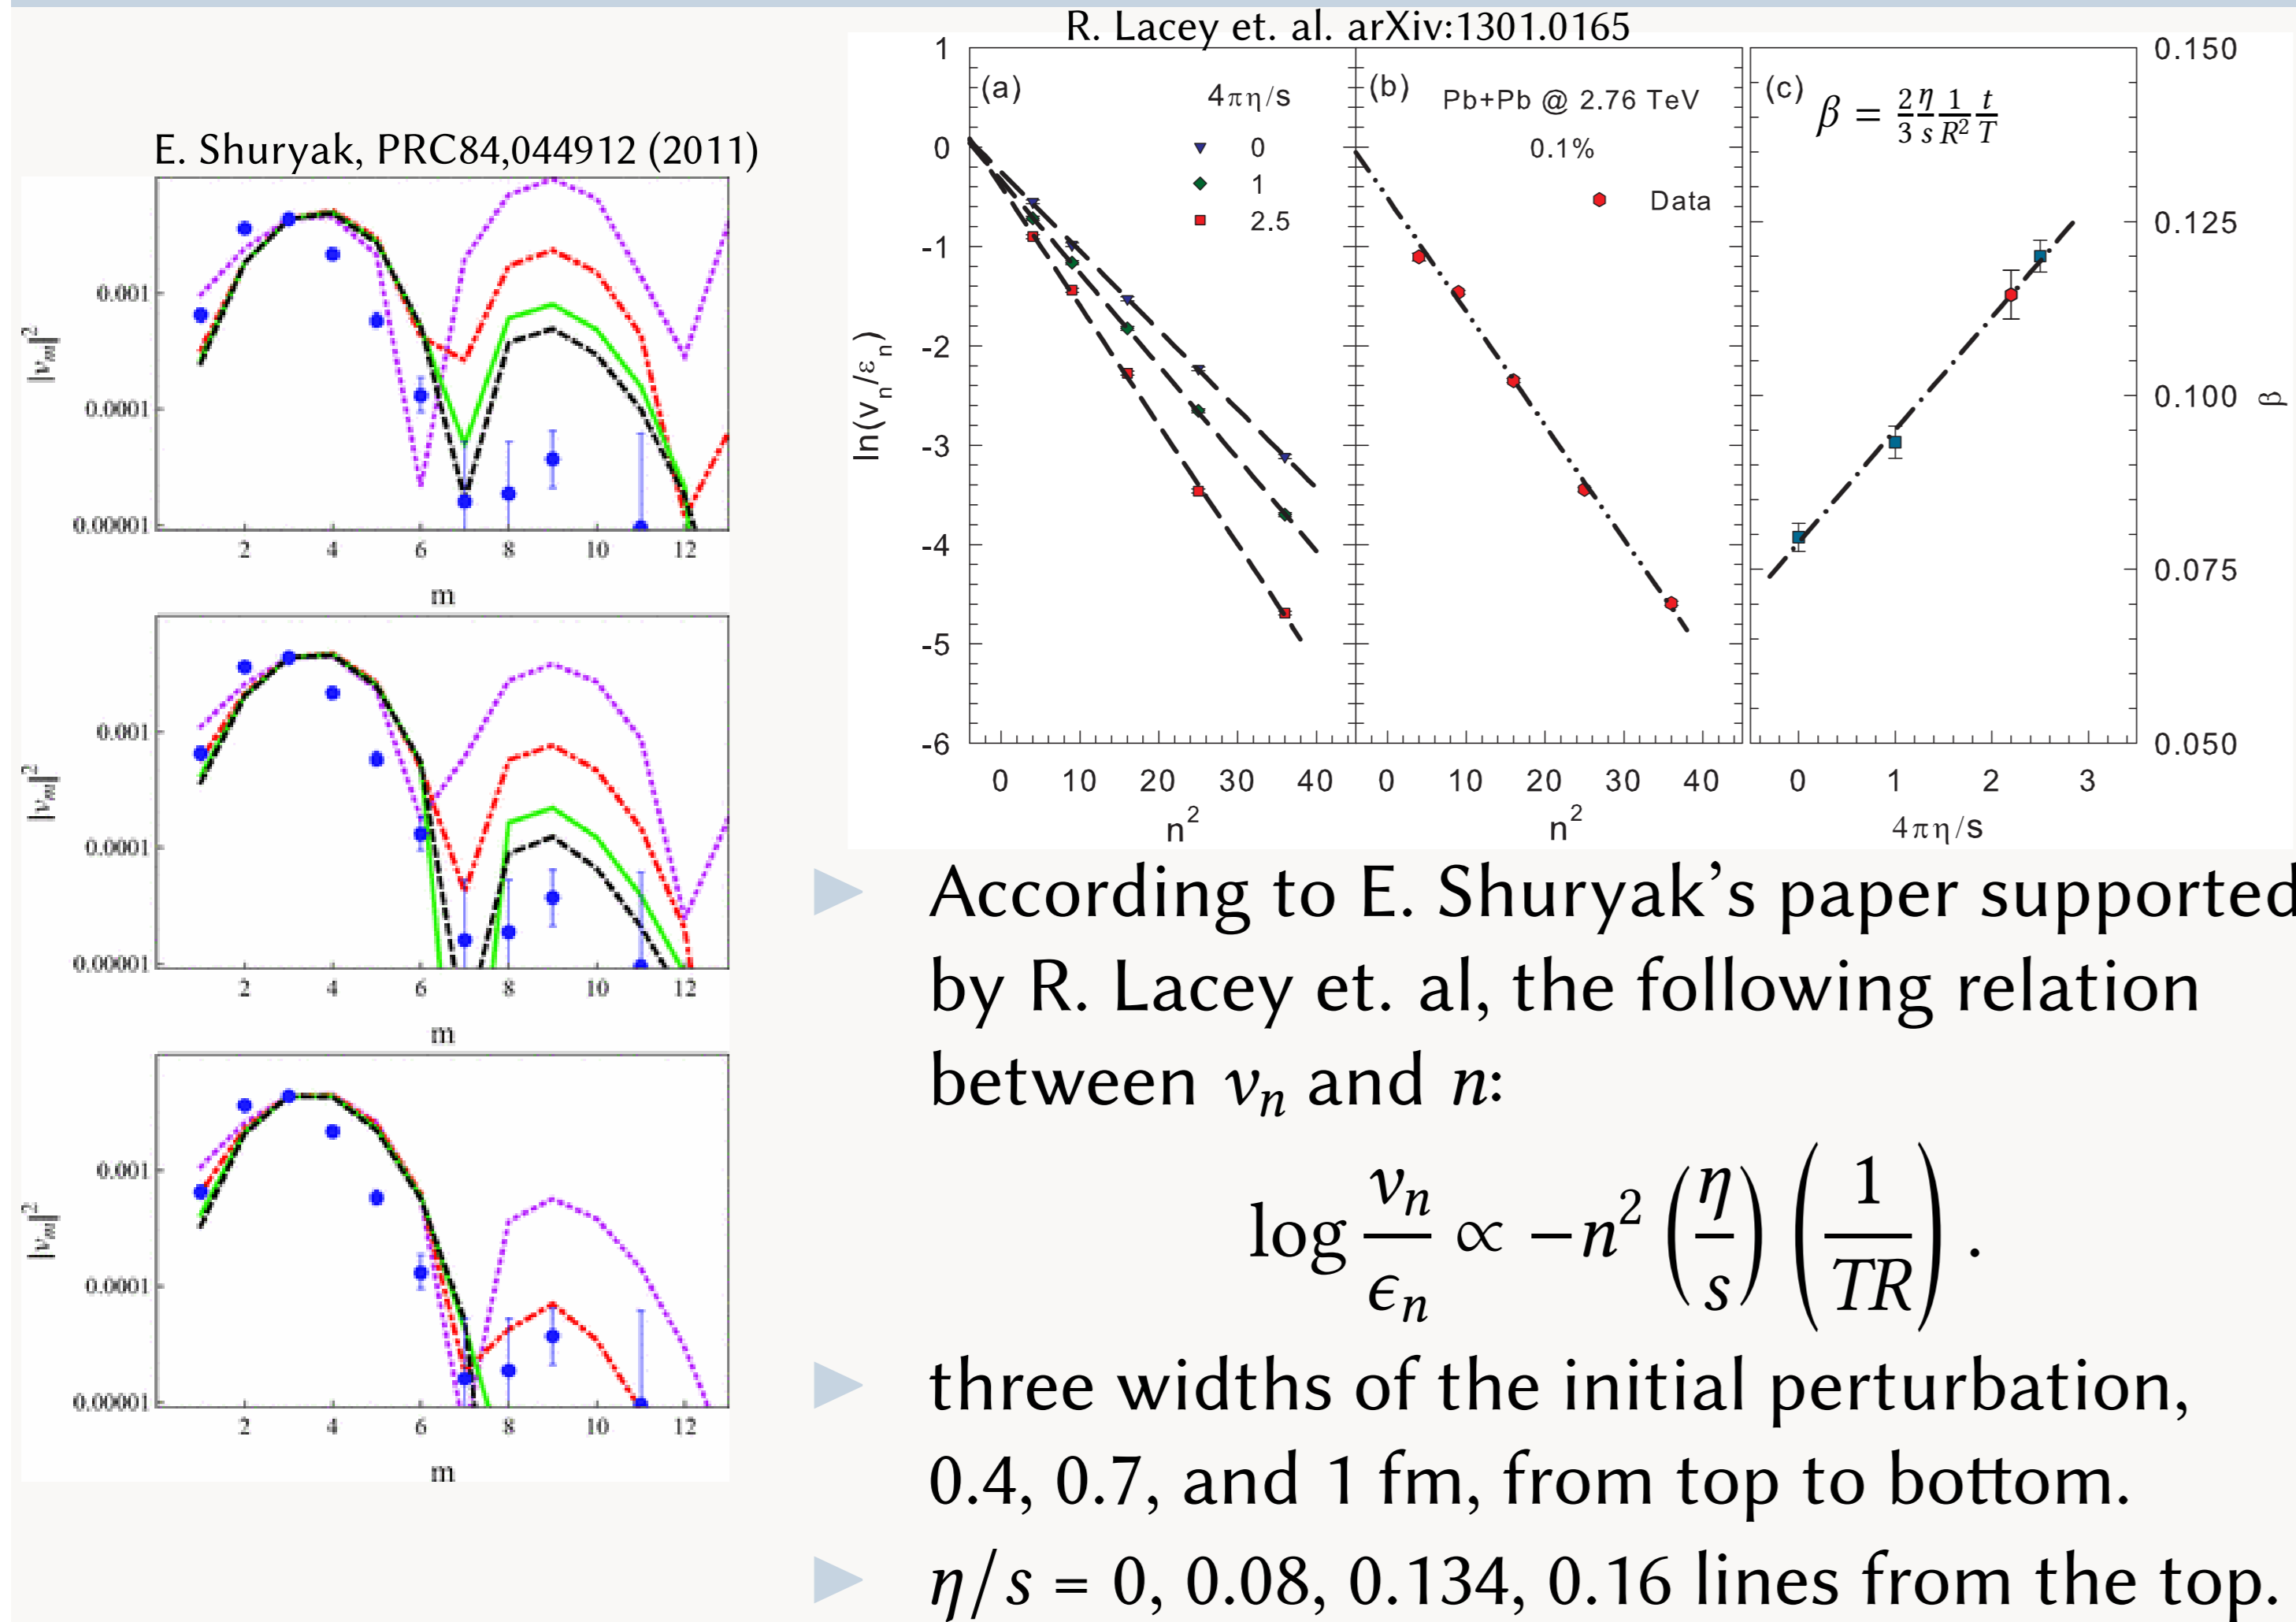 E. Shuryak, PRC84,044912 (2011)
|v_m|^2
0.001
0.0001
0.00001
2 4 6 8 10 12
m
|v_m|^2
0.001
0.0001
0.00001
2 4 6 8 10 12
m
|v_m|^2
0.001
0.0001
0.00001
2 4 6 8 10 12
m
R. Lacey et. al. arXiv:1301.0165
ln(v_n/ε_n)
1
0
-1
-2
-3
-4
-5
-6
(a)
4πη/s
0
1
2.5
0 10 20 30 40
n^2
(b)
Pb+Pb @ 2.76 TeV
0.1%
Data
0 10 20 30 40
n^2
(c)
β = 2/3 η/s 1/R^2 t/T
0 1 2 3
4πη/s
0.150
0.125
0.100
0.075
0.050
β
▶ According to E. Shuryak’s paper supported
by R. Lacey et. al, the following relation
between v_n and n:
log v_n/ϵ_n ∝ −n^2 (η/s) (1/TR) .
▶ three widths of the initial perturbation,
0.4, 0.7, and 1 fm, from top to bottom.
▶ η/s = 0, 0.08, 0.134, 0.16 lines from the top.